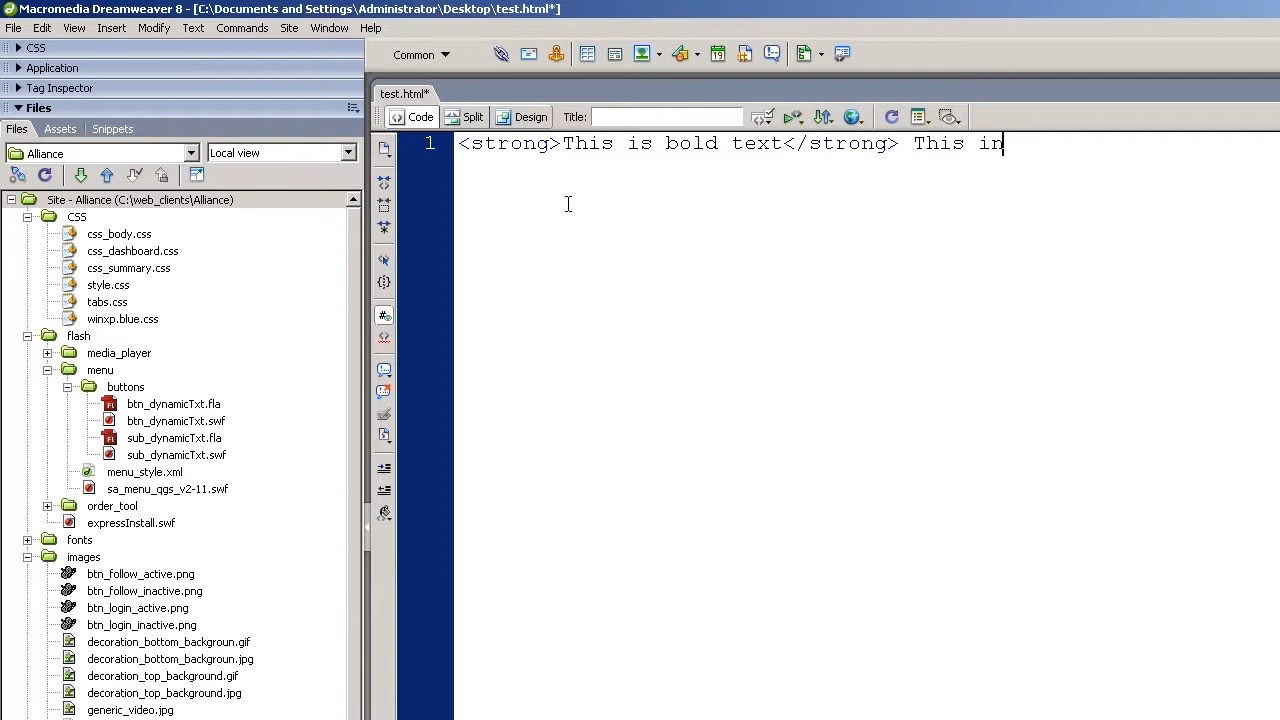 Macromedia Dreamweaver 8 - [C:\Documents and Settings\Administrator\Desktop\test.html*]
File Edit View Insert Modify Text Commands Site Window Help
CSS
Application
Tag Inspector
Files
Files Assets Snippets
Alliance Local view
Site - Alliance (C:\web_clients\Alliance)
CSS
css_body.css
css_dashboard.css
css_summary.css
style.css
tabs.css
winxp.blue.css
flash
media_player
menu
buttons
btn_dynamicTxt.fla
btn_dynamicTxt.swf
sub_dynamicTxt.fla
sub_dynamicTxt.swf
menu_style.xml
sa_menu_qgs_v2-11.swf
order_tool
expressInstall.swf
fonts
images
btn_follow_active.png
btn_follow_inactive.png
btn_login_active.png
btn_login_inactive.png
decoration_bottom_backgroun.gif
decoration_bottom_backgroun.jpg
decoration_top_background.gif
decoration_top_background.jpg
generic_video.jpg
Common
test.html*
Code Split Design Title:
1 <strong>This is bold text</strong> This in